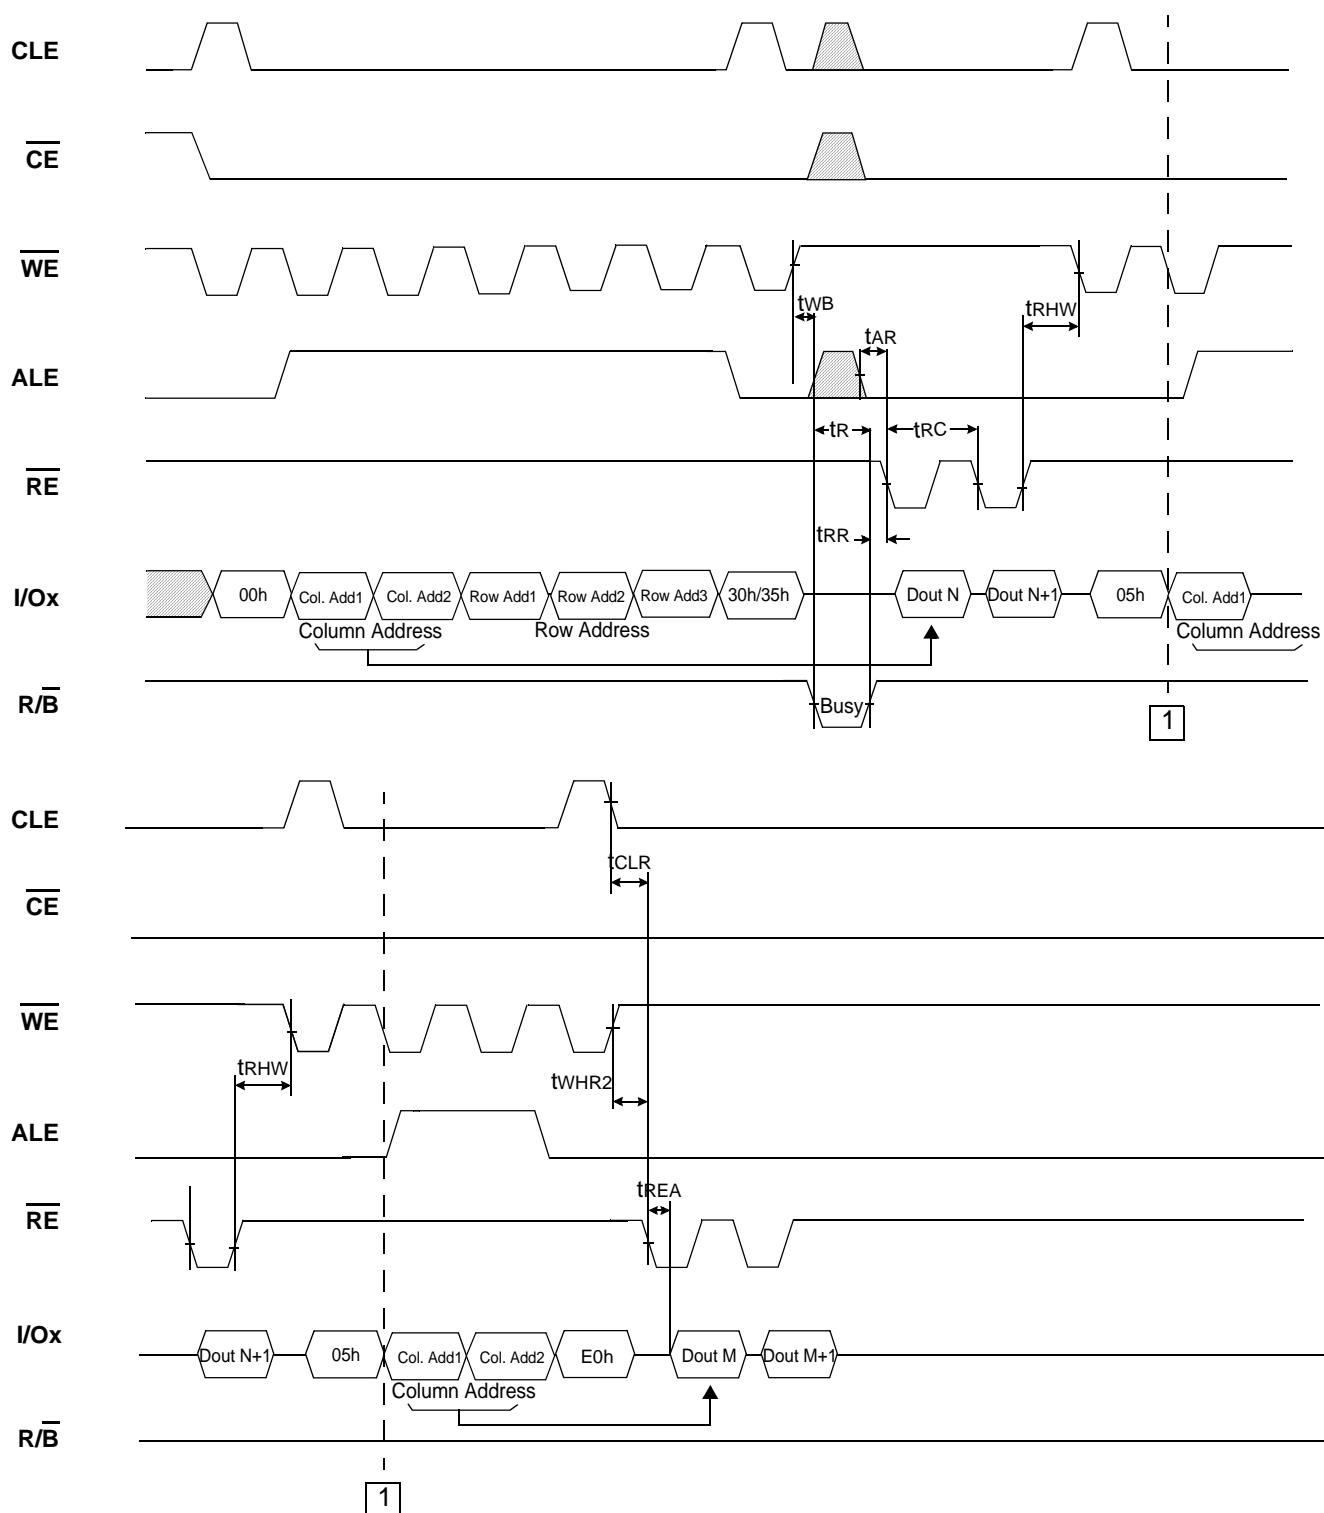 CLE
CE
WE
tWB
tRHW
tAR
ALE
tR
tRC
RE
tRR
I/Ox
00h
Col. Add1
Col. Add2
Row Add1
Row Add2
Row Add3
30h/35h
Dout N
Dout N+1
05h
Col. Add1
Column Address
Row Address
Column Address
R/B
Busy
1
CLE
tCLR
CE
WE
tRHW
tWHR2
ALE
tREA
RE
I/Ox
Dout N+1
05h
Col. Add1
Col. Add2
E0h
Dout M
Dout M+1
Column Address
R/B
1